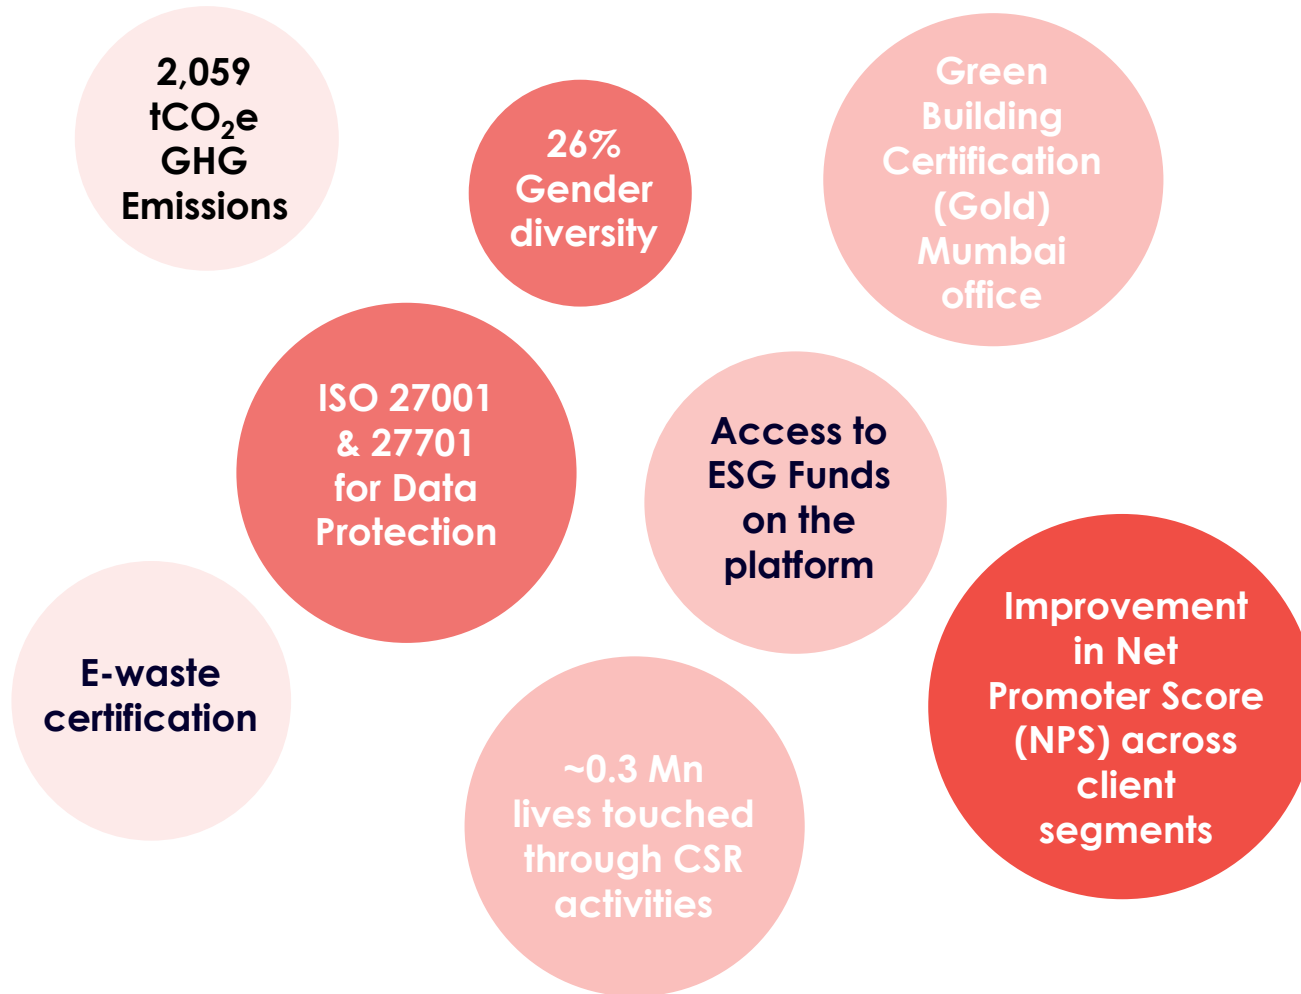 2,059
tCO₂e
GHG
Emissions
26%
Gender
diversity
Green
Building
Certification
(Gold)
Mumbai
office
ISO 27001
& 27701
for Data
Protection
Access to
ESG Funds
on the
platform
E-waste
certification
~0.3 Mn
lives touched
through CSR
activities
Improvement
in Net
Promoter Score
(NPS) across
client
segments